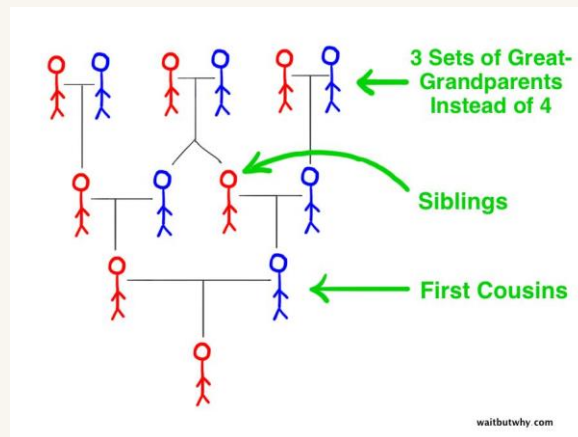 3 Sets of Great-
Grandparents
Instead of 4
Siblings
First Cousins
waitbutwhy.com